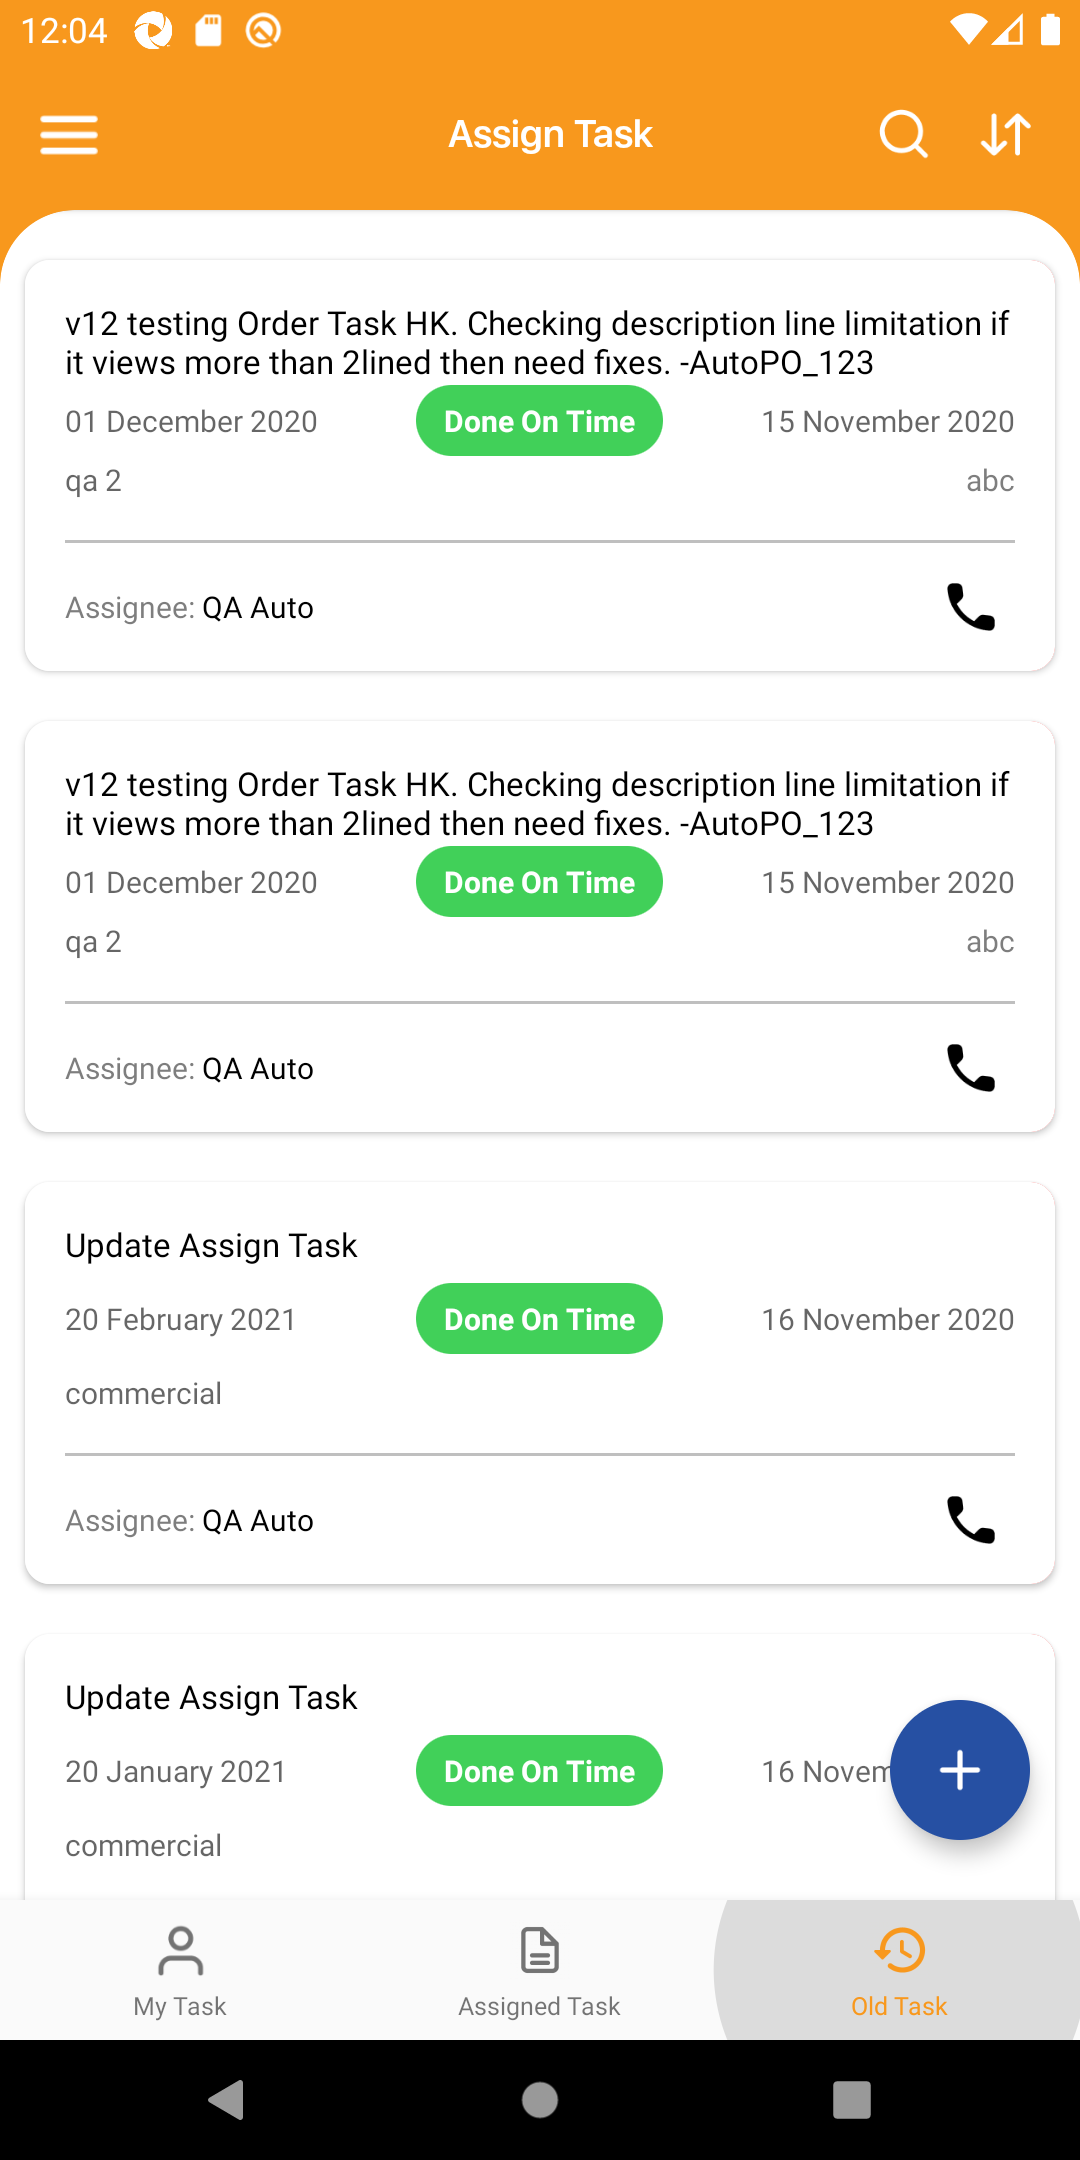 12:04
Assign Task
v12 testing Order Task HK. Checking description line limitation if
it views more than 2lined then need fixes. -AutoPO_123
01 December 2020 Done On Time 15 November 2020
qa 2 abc
Assignee: QA Auto
v12 testing Order Task HK. Checking description line limitation if
it views more than 2lined then need fixes. -AutoPO_123
01 December 2020 Done On Time 15 November 2020
qa 2 abc
Assignee: QA Auto
Update Assign Task
20 February 2021 Done On Time 16 November 2020
commercial
Assignee: QA Auto
Update Assign Task
20 January 2021 Done On Time 16
commercial
My Task Assigned Task Old Task